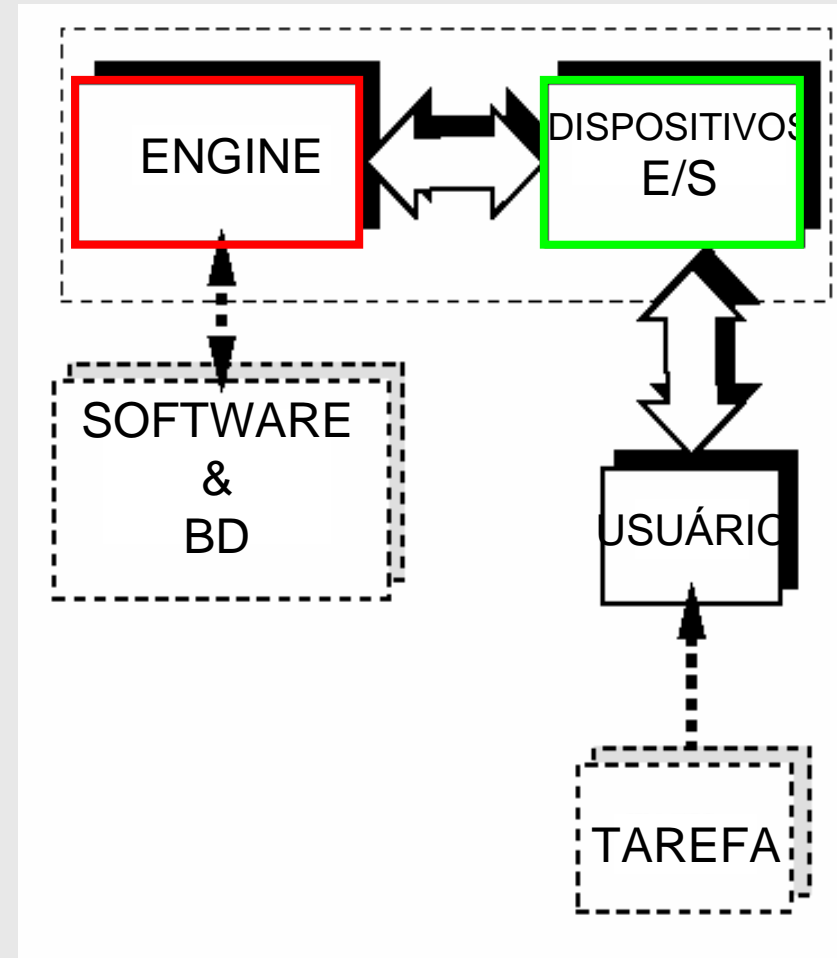 ENGINE
DISPOSITIVOS
E/S
SOFTWARE
&
BD
USUÁRIO
TAREFA